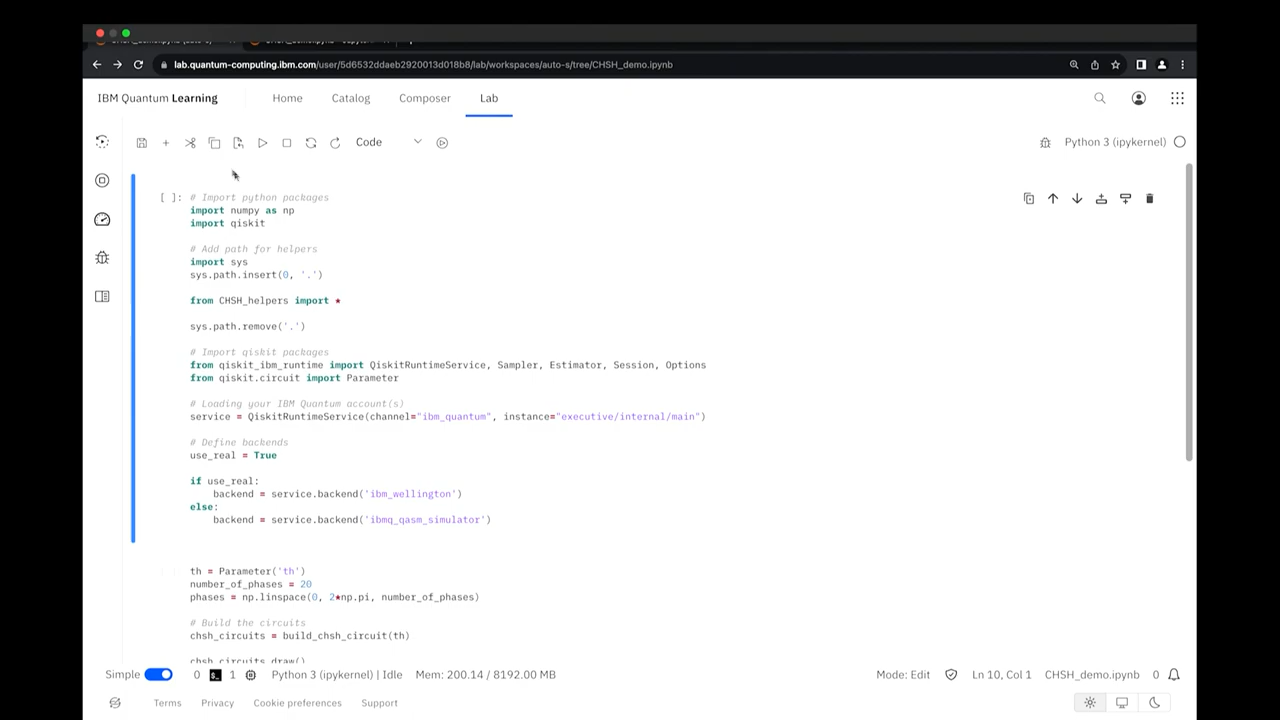 lab.quantum-computing.ibm.com/user/5d6532ddaeb2920013d018b8/lab/workspaces/auto-s/tree/CHSH_demo.ipynb
IBM Quantum Learning
Home
Catalog
Composer
Lab
Code
Python 3 (ipykernel)
[ ]:
# Import python packages
import numpy as np
import qiskit
# Add path for helpers
import sys
sys.path.insert(0, '.')
from CHSH_helpers import *
sys.path.remove('.')
# Import qiskit packages
from qiskit_ibm_runtime import QiskitRuntimeService, Sampler, Estimator, Session, Options
from qiskit.circuit import Parameter
# Loading your IBM Quantum account(s)
service = QiskitRuntimeService(channel="ibm_quantum", instance="executive/internal/main")
# Define backends
use_real = True
if use_real:
backend = service.backend('ibm_wellington')
else:
backend = service.backend('ibmq_qasm_simulator')
th = Parameter('th')
number_of_phases = 20
phases = np.linspace(0, 2*np.pi, number_of_phases)
# Build the circuits
chsh_circuits = build_chsh_circuit(th)
chsh_circuits.draw()
Simple
0
1
Python 3 (ipykernel) | Idle
Mem: 200.14 / 8192.00 MB
Mode: Edit
Ln 10, Col 1
CHSH_demo.ipynb
0
Terms
Privacy
Cookie preferences
Support